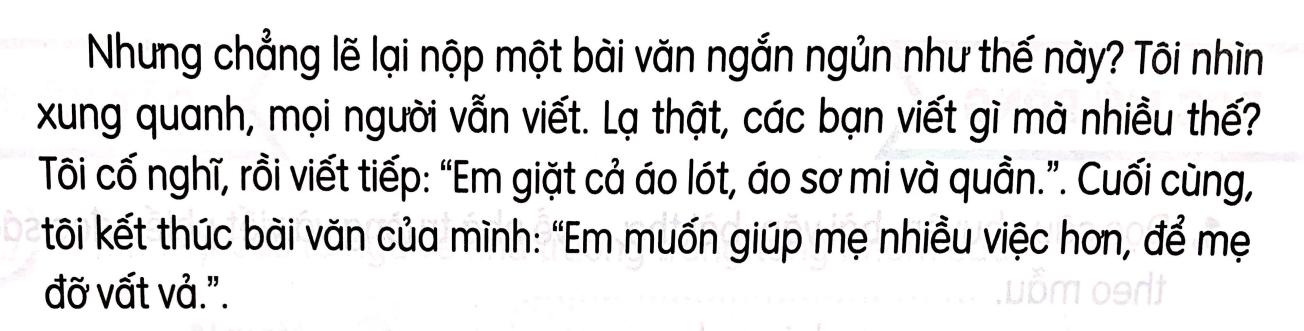 Nhưng chẳng lẽ lại nộp một bài văn ngắn ngủn như thế này? Tôi nhìn
xung quanh, mọi người vẫn viết. Lạ thật, các bạn viết gì mà nhiều thế?
Tôi cố nghĩ, rồi viết tiếp: “Em giặt cả áo lót, áo sơ mi và quần.”. Cuối cùng,
tôi kết thúc bài văn của mình: “Em muốn giúp mẹ nhiều việc hơn, để mẹ
đỡ vất vả.”.